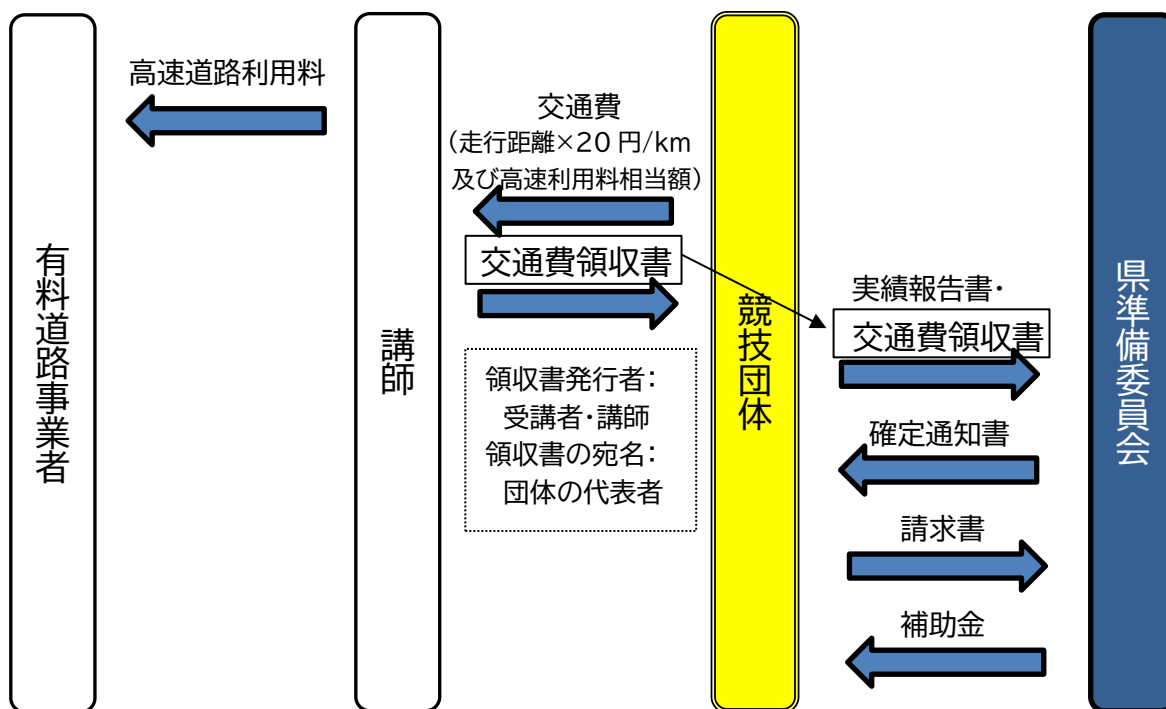 高速道路利用料
交通費
(走行距離×20円/km
及び高速利用料相当額)
交通費領収書
領収書発行者:
受講者・講師
領収書の宛名:
団体の代表者
実績報告書・
交通費領収書
確定通知書
請求書
補助金
有料道路事業者
講師
競技団体
県準備委員会